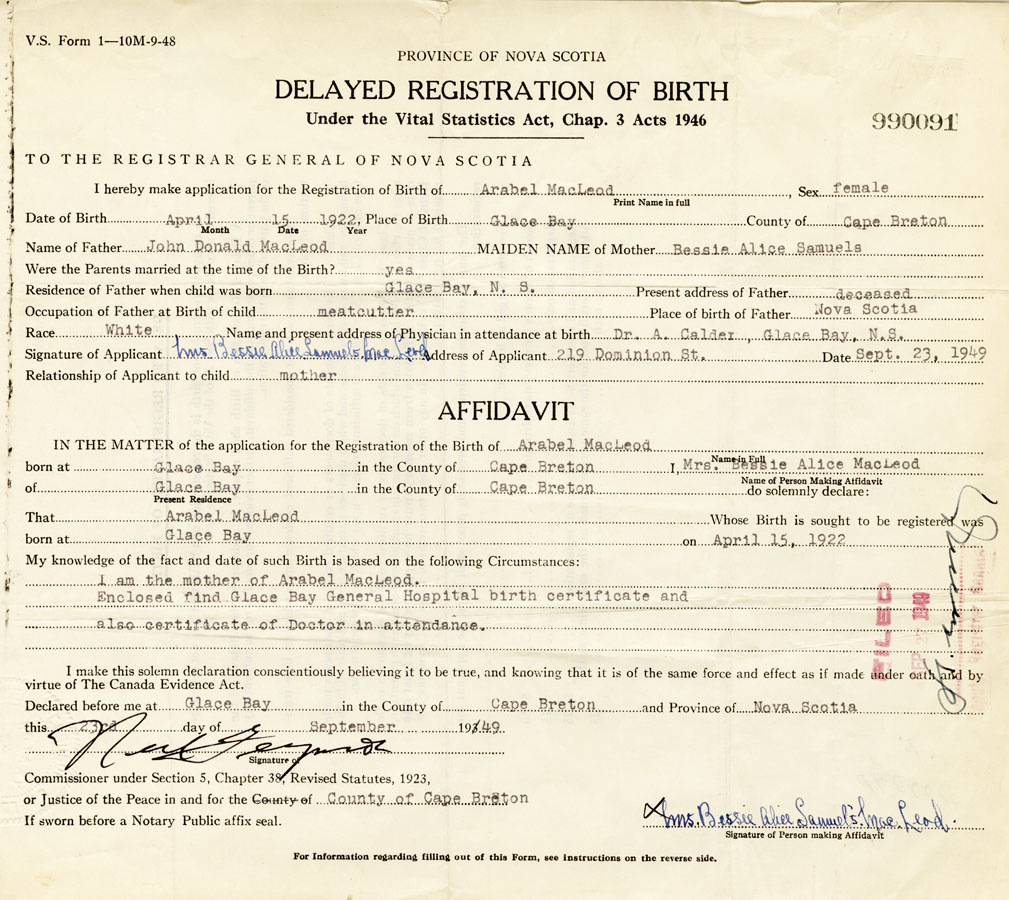 V.S. Form 1—10M-9-48
PROVINCE OF NOVA SCOTIA
DELAYED REGISTRATION OF BIRTH
Under the Vital Statistics Act, Chap. 3 Acts 1946
990091
TO THE REGISTRAR GENERAL OF NOVA SCOTIA
I hereby make application for the Registration of Birth of Arabel MacLeod, Sex female
Print Name in full
Date of Birth April 15 1922, Place of Birth Glace Bay County of Cape Breton
Month Date Year
Name of Father John Donald MacLeod MAIDEN NAME of Mother Bessie Alice Samuels
Were the Parents married at the time of the Birth? yes
Residence of Father when child was born Glace Bay, N. S. Present address of Father deceased
Occupation of Father at Birth of child meatcutter Place of birth of Father Nova Scotia
Race White Name and present address of Physician in attendance at birth Dr. A. Calder, Glace Bay, N.S.
Signature of Applicant Mrs. Bessie Alice Samuel's Mac Leod Address of Applicant 219 Dominion St. Date Sept. 23, 1949
Relationship of Applicant to child mother
AFFIDAVIT
IN THE MATTER of the application for the Registration of the Birth of Arabel MacLeod
Name in Full
born at Glace Bay in the County of Cape Breton I, Mrs. Bessie Alice MacLeod
Name of Person Making Affidavit
of Glace Bay in the County of Cape Breton do solemnly declare:
Present Residence
That Arabel MacLeod Whose Birth is sought to be registered was
born at Glace Bay on April 15, 1922
My knowledge of the fact and date of such Birth is based on the following Circumstances:
I am the mother of Arabel MacLeod.
Enclosed find Glace Bay General Hospital birth certificate and
also certificate of Doctor in attendance.
I make this solemn declaration conscientiously believing it to be true, and knowing that it is of the same force and effect as if made under oath and by
virtue of The Canada Evidence Act.
Declared before me at Glace Bay in the County of Cape Breton and Province of Nova Scotia
this 23rd day of September 1949
Signature of
Commissioner under Section 5, Chapter 38, Revised Statutes, 1923,
or Justice of the Peace in and for the County of County of Cape Breton
If sworn before a Notary Public affix seal.
Mrs. Bessie Alice Samuel's Mac Leod.
Signature of Person making Affidavit
For Information regarding filling out of this Form, see instructions on the reverse side.
FILED
1949